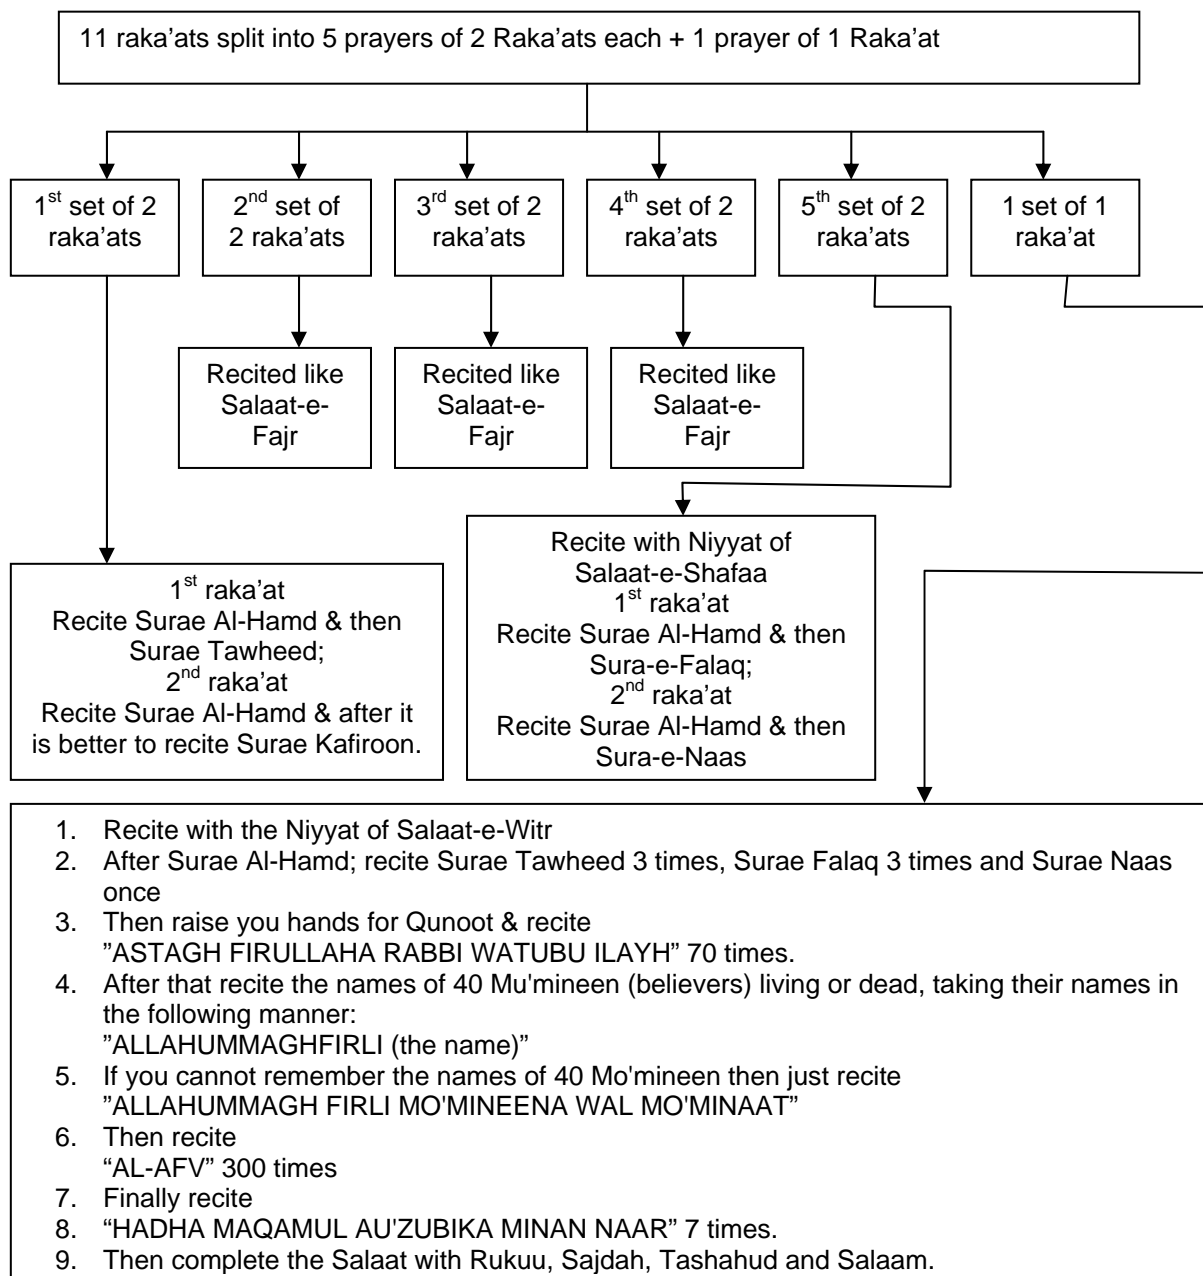 11 raka'ats split into 5 prayers of 2 Raka'ats each + 1 prayer of 1 Raka'at
1st set of 2
raka'ats
2nd set of
2 raka'ats
3rd set of 2
raka'ats
4th set of 2
raka'ats
5th set of 2
raka'ats
1 set of 1
raka'at
Recited like
Salaat-e-
Fajr
Recited like
Salaat-e-
Fajr
Recited like
Salaat-e-
Fajr
1st raka'at
Recite Surae Al-Hamd & then
Surae Tawheed;
2nd raka'at
Recite Surae Al-Hamd & after it
is better to recite Surae Kafiroon.
Recite with Niyyat of
Salaat-e-Shafaa
1st raka'at
Recite Surae Al-Hamd & then
Sura-e-Falaq;
2nd raka'at
Recite Surae Al-Hamd & then
Sura-e-Naas
1. Recite with the Niyyat of Salaat-e-Witr
2. After Surae Al-Hamd; recite Surae Tawheed 3 times, Surae Falaq 3 times and Surae Naas
once
3. Then raise you hands for Qunoot & recite
"ASTAGH FIRULLAHA RABBI WATUBU ILAYH" 70 times.
4. After that recite the names of 40 Mu'mineen (believers) living or dead, taking their names in
the following manner:
"ALLAHUMMAGHFIRLI (the name)"
5. If you cannot remember the names of 40 Mo'mineen then just recite
"ALLAHUMMAGH FIRLI MO'MINEENA WAL MO'MINAAT"
6. Then recite
"AL-AFV" 300 times
7. Finally recite
8. "HADHA MAQAMUL AU'ZUBIKA MINAN NAAR" 7 times.
9. Then complete the Salaat with Rukuu, Sajdah, Tashahud and Salaam.